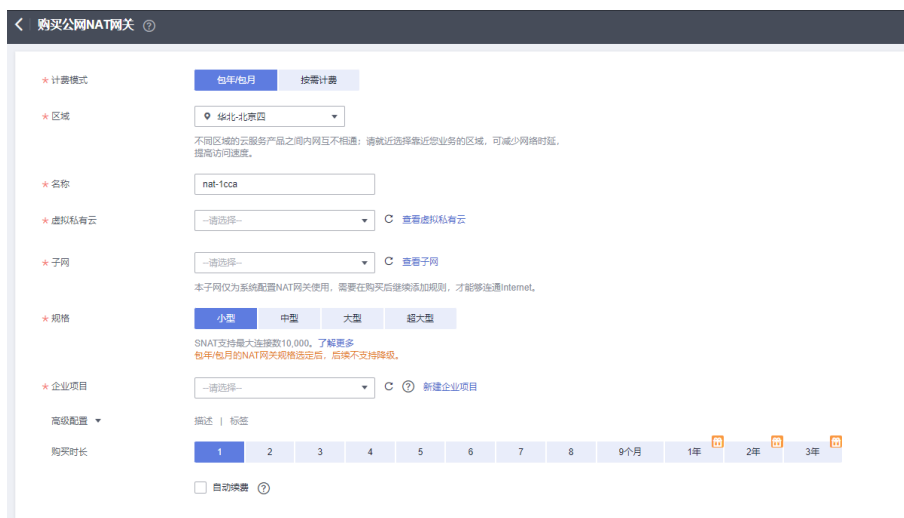 购买公网NAT网关
* 计费模式 包年/包月 按需计费
* 区域 华北-北京四
不同区域的云服务产品之间内网互不相通；请就近选择靠近您业务的区域，可减少网络时延，
提高访问速度。
* 名称 nat-1cca
* 虚拟私有云 --请选择-- 查看虚拟私有云
* 子网 --请选择-- 查看子网
本子网仅为系统配置NAT网关使用，需要在购买后继续添加规则，才能够连通Internet。
* 规格 小型 中型 大型 超大型
SNAT支持最大连接数10,000。了解更多
包年/包月的NAT网关规格选定后，后续不支持降级。
* 企业项目 --请选择-- 新建企业项目
高级配置 描述 | 标签
购买时长 1 2 3 4 5 6 7 8 9个月 1年 2年 3年
自动续费